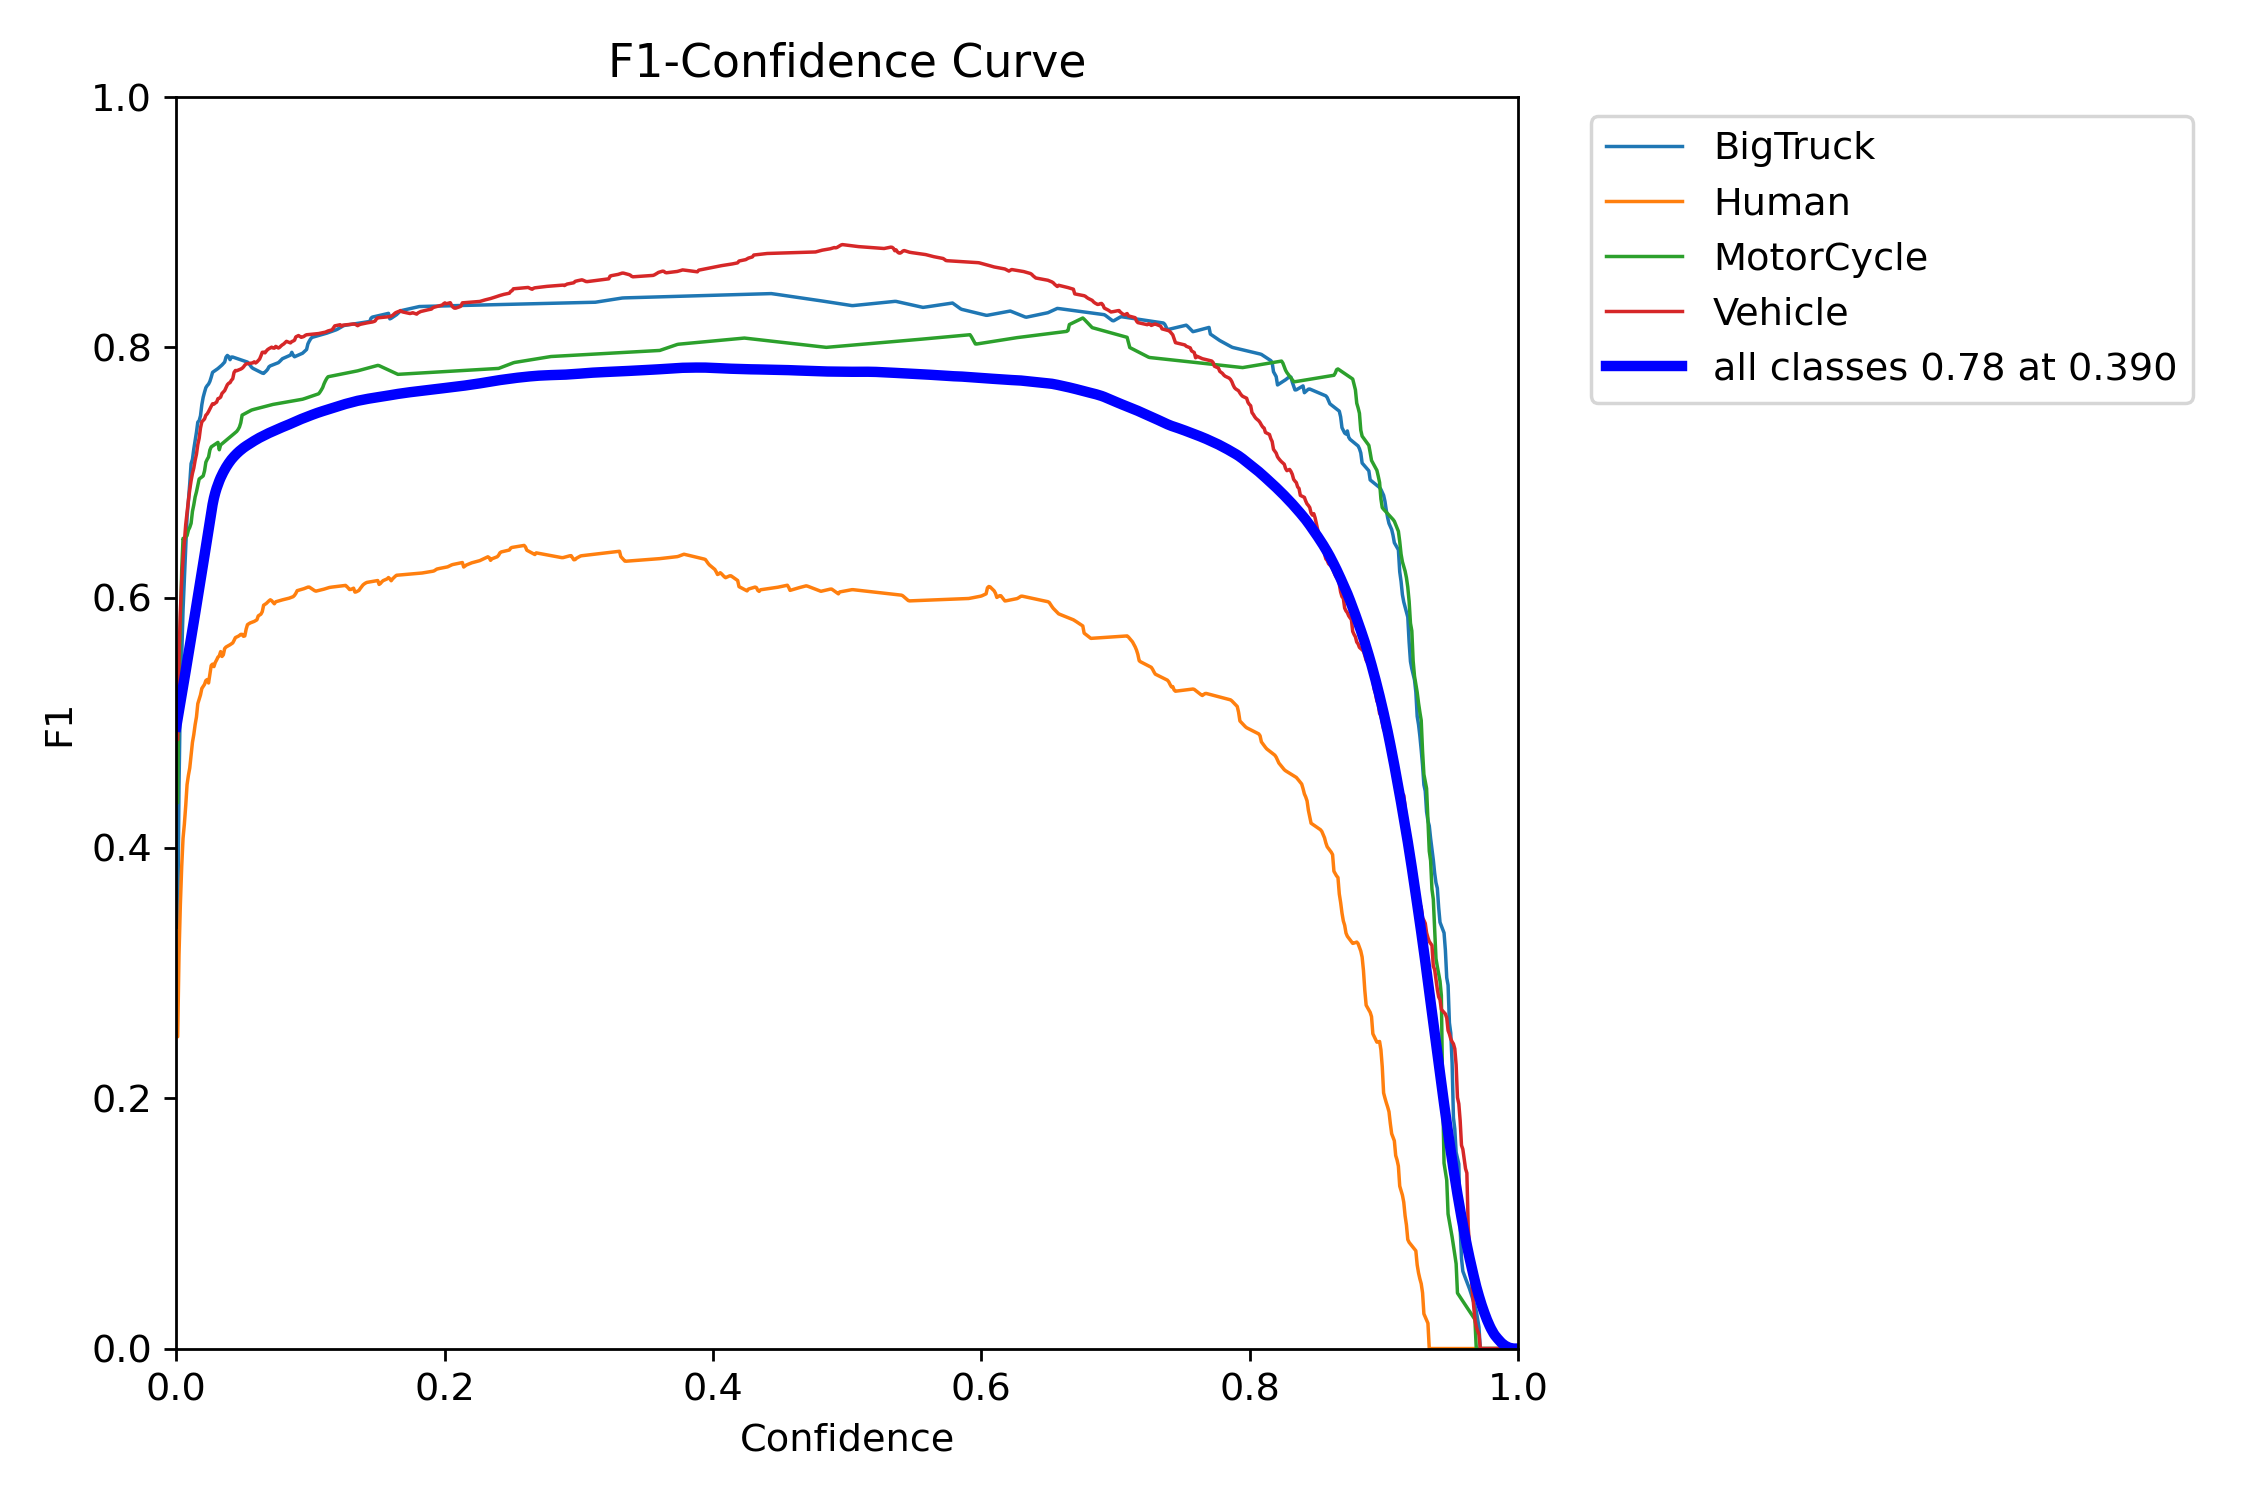 F1-Confidence Curve
1.0
0.8
0.6
0.4
0.2
0.0
F1
0.0 0.2 0.4 0.6 0.8 1.0
Confidence
BigTruck
Human
MotorCycle
Vehicle
all classes 0.78 at 0.390